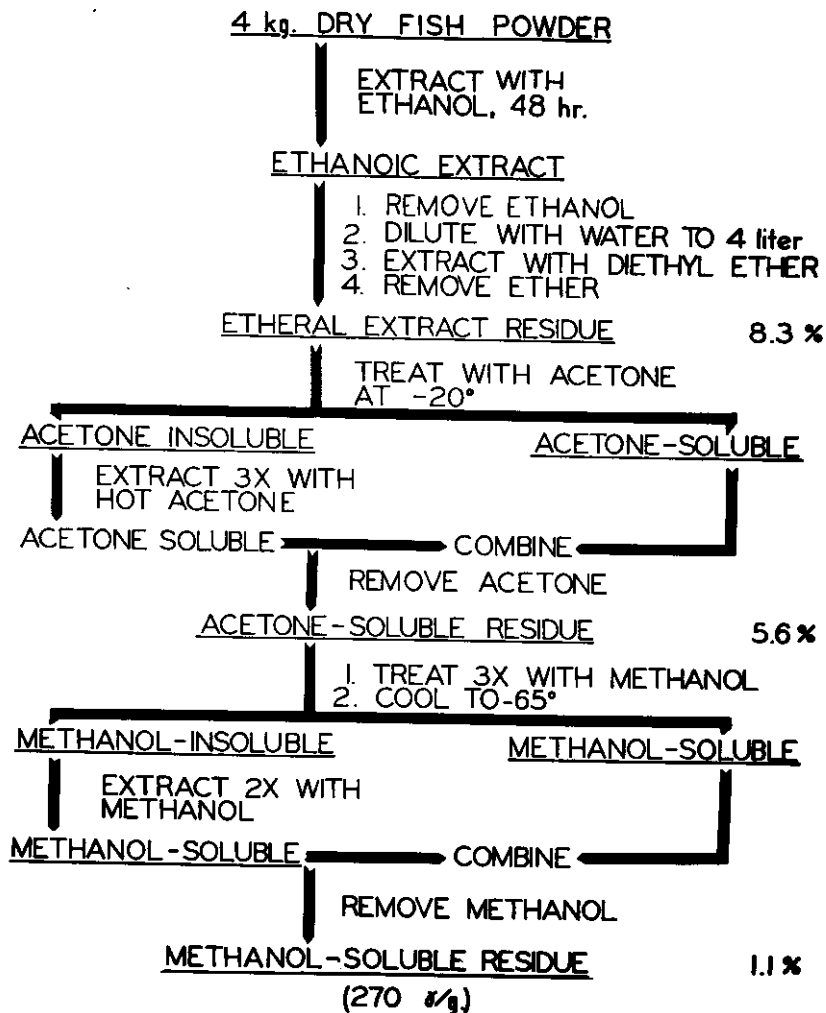 4 kg. DRY FISH POWDER
EXTRACT WITH
ETHANOL, 48 hr.
ETHANOIC EXTRACT
1. REMOVE ETHANOL
2. DILUTE WITH WATER TO 4 liter
3. EXTRACT WITH DIETHYL ETHER
4. REMOVE ETHER
ETHERAL EXTRACT RESIDUE 8.3 %
TREAT WITH ACETONE
AT -20°
ACETONE INSOLUBLE ACETONE-SOLUBLE
EXTRACT 3X WITH
HOT ACETONE
ACETONE SOLUBLE COMBINE
REMOVE ACETONE
ACETONE-SOLUBLE RESIDUE 5.6 %
1. TREAT 3X WITH METHANOL
2. COOL TO -65°
METHANOL-INSOLUBLE METHANOL-SOLUBLE
EXTRACT 2X WITH
METHANOL
METHANOL-SOLUBLE COMBINE
REMOVE METHANOL
METHANOL-SOLUBLE RESIDUE 1.1 %
(270 γ/g.)